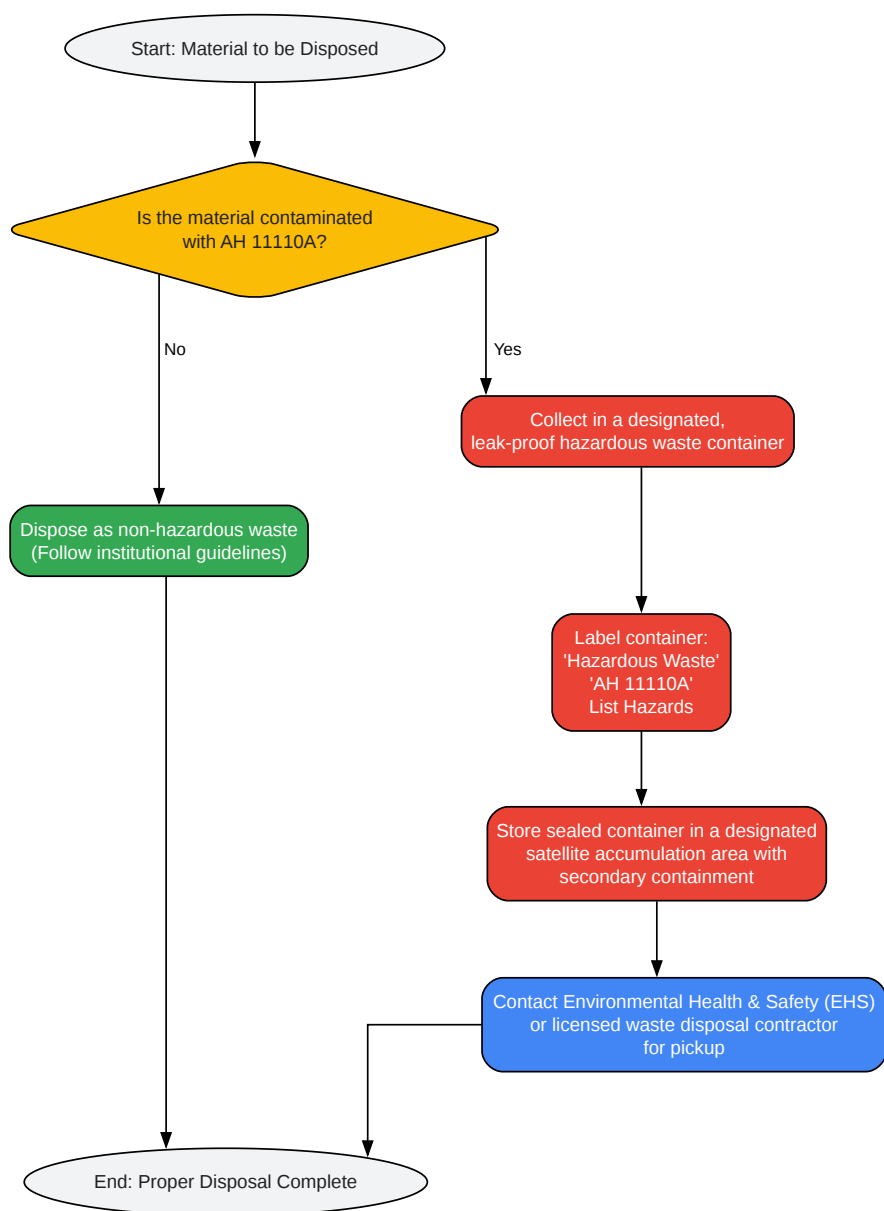 Start: Material to be Disposed
Is the material contaminated
with AH 11110A?
No
Yes
Collect in a designated,
leak-proof hazardous waste container
Dispose as non-hazardous waste
(Follow institutional guidelines)
Label container:
'Hazardous Waste'
'AH 11110A'
List Hazards
Store sealed container in a designated
satellite accumulation area with
secondary containment
Contact Environmental Health & Safety (EHS)
or licensed waste disposal contractor
for pickup
End: Proper Disposal Complete